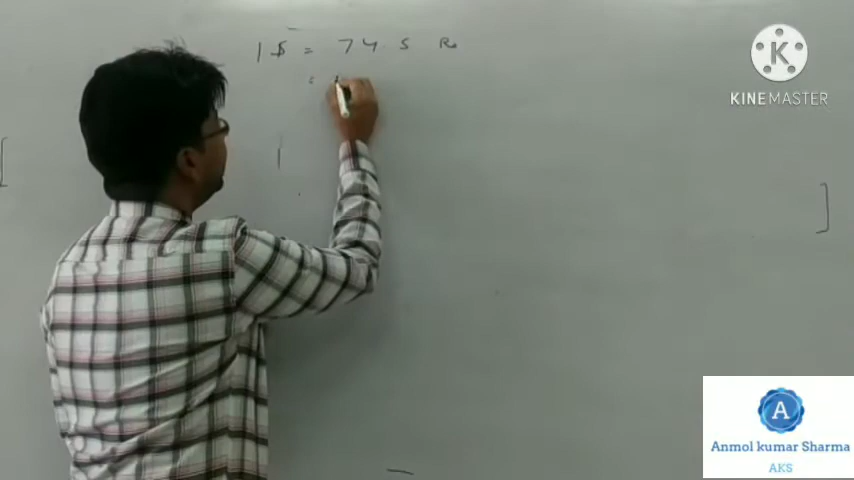 1 $ = 74.5 Rs
=
KINEMASTER
A
Anmol kumar Sharma
AKS